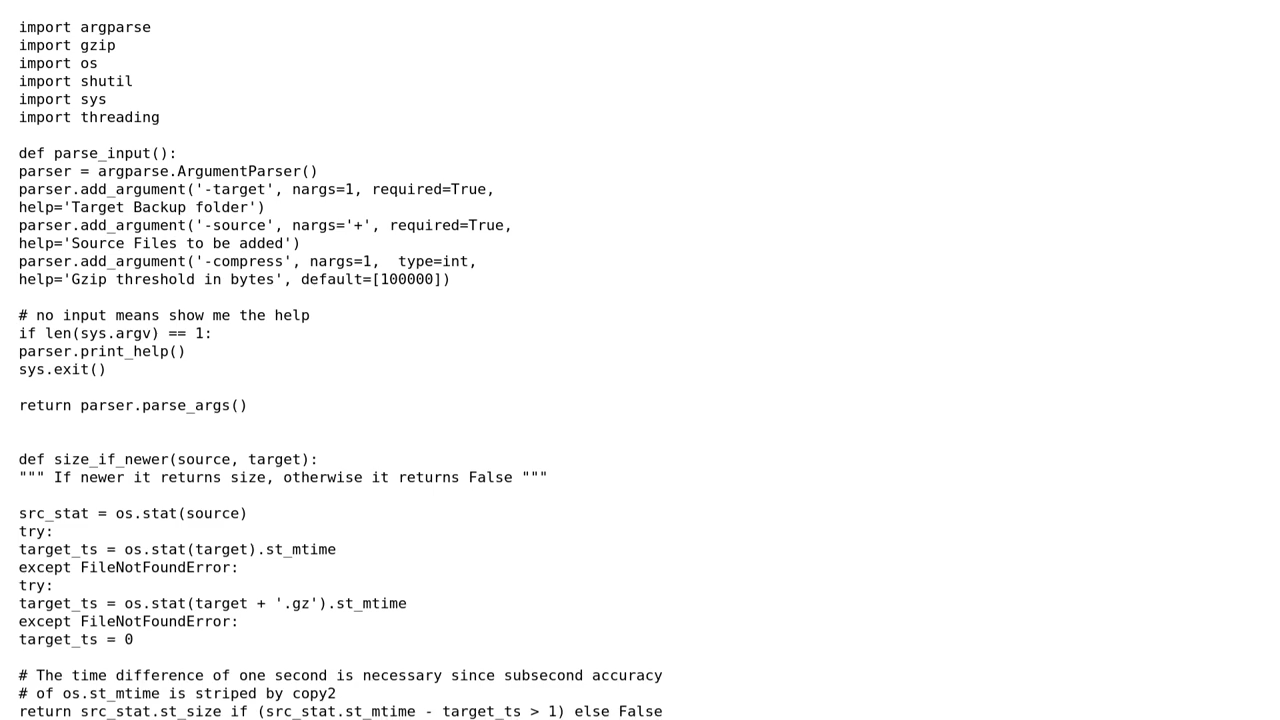 import argparse
import gzip
import os
import shutil
import sys
import threading
def parse_input():
parser = argparse.ArgumentParser()
parser.add_argument('-target', nargs=1, required=True,
help='Target Backup folder')
parser.add_argument('-source', nargs='+', required=True,
help='Source Files to be added')
parser.add_argument('-compress', nargs=1,  type=int,
help='Gzip threshold in bytes', default=[100000])
# no input means show me the help
if len(sys.argv) == 1:
parser.print_help()
sys.exit()
return parser.parse_args()
def size_if_newer(source, target):
""" If newer it returns size, otherwise it returns False """
src_stat = os.stat(source)
try:
target_ts = os.stat(target).st_mtime
except FileNotFoundError:
try:
target_ts = os.stat(target + '.gz').st_mtime
except FileNotFoundError:
target_ts = 0
# The time difference of one second is necessary since subsecond accuracy
# of os.st_mtime is striped by copy2
return src_stat.st_size if (src_stat.st_mtime - target_ts > 1) else False